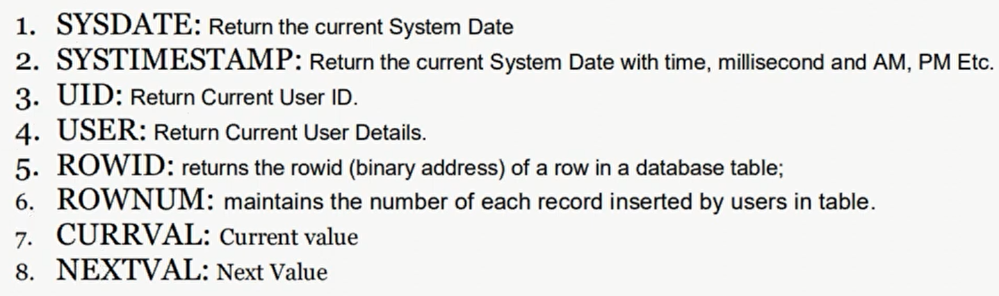 1. SYSDATE: Return the current System Date
2. SYSTIMESTAMP: Return the current System Date with time, millisecond and AM, PM Etc.
3. UID: Return Current User ID.
4. USER: Return Current User Details.
5. ROWID: returns the rowid (binary address) of a row in a database table;
6. ROWNUM: maintains the number of each record inserted by users in table.
7. CURRVAL: Current value
8. NEXTVAL: Next Value